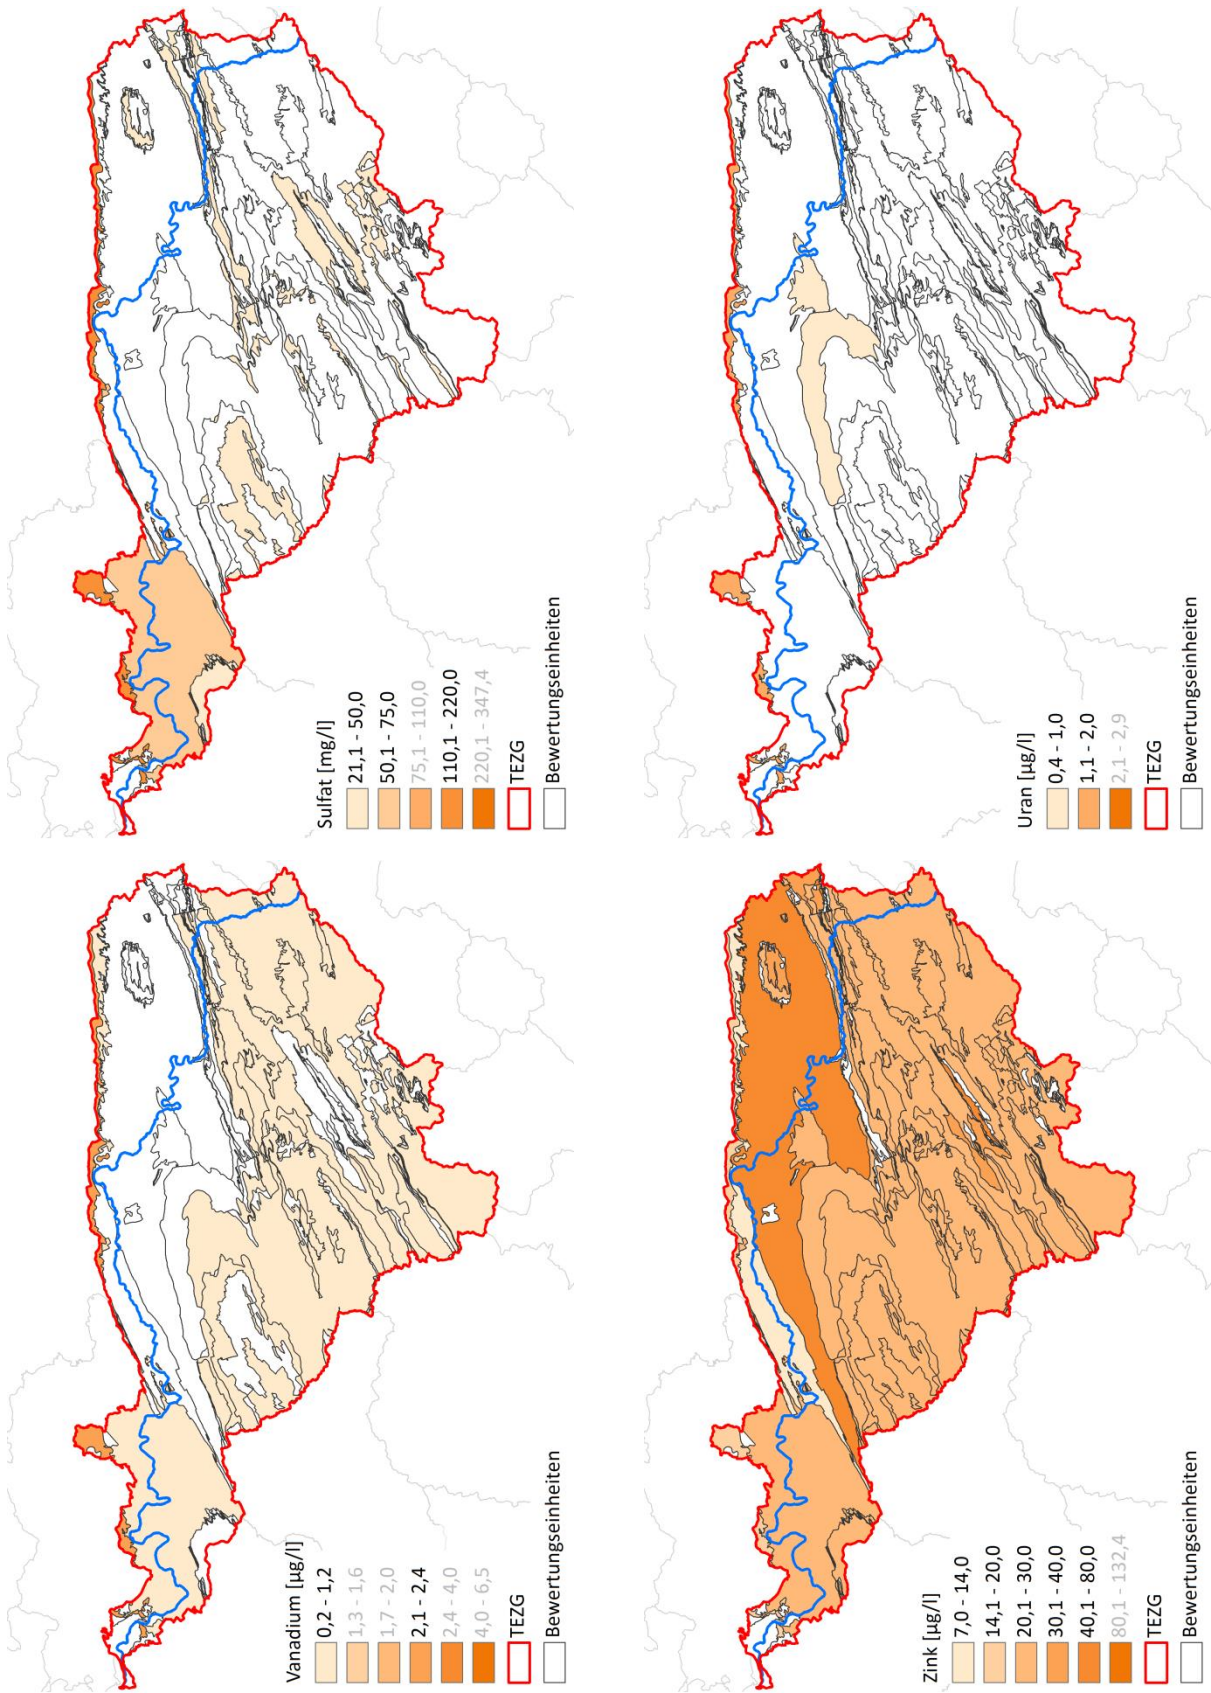 Vanadium [µg/l]
0,2 - 1,2
1,3 - 1,6
1,7 - 2,0
2,1 - 2,4
2,4 - 4,0
4,0 - 6,5
TEZG
Bewertungseinheiten
Sulfat [mg/l]
21,1 - 50,0
50,1 - 75,0
75,1 - 110,0
110,1 - 220,0
220,1 - 347,4
TEZG
Bewertungseinheiten
Zink [µg/l]
7,0 - 14,0
14,1 - 20,0
20,1 - 30,0
30,1 - 40,0
40,1 - 80,0
80,1 - 132,4
TEZG
Bewertungseinheiten
Uran [µg/l]
0,4 - 1,0
1,1 - 2,0
2,1 - 2,9
TEZG
Bewertungseinheiten